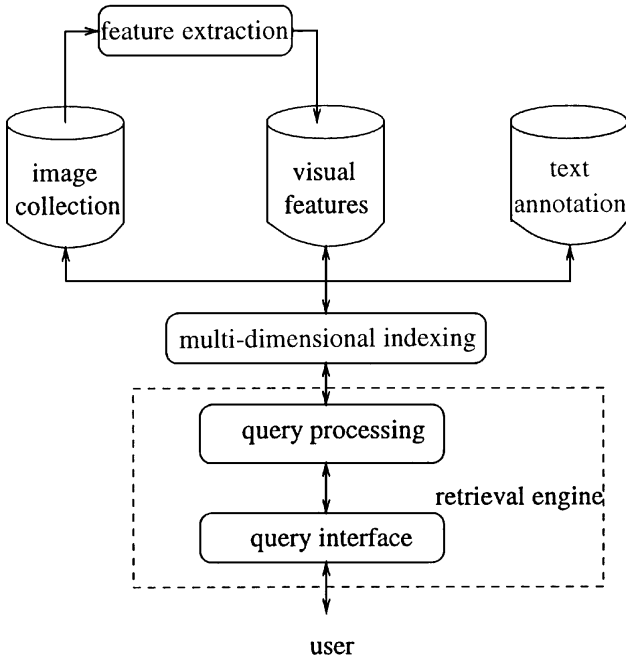 feature extraction
image
collection
visual
features
text
annotation
multi-dimensional indexing
query processing
retrieval engine
query interface
user